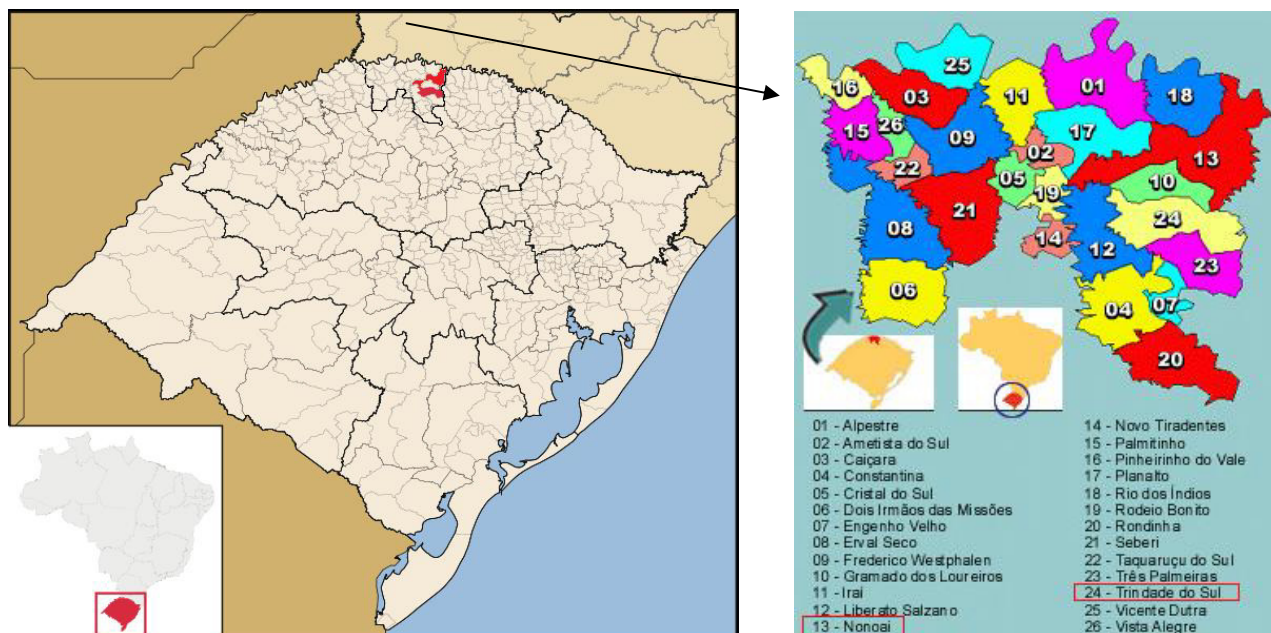 25
16
03
11
01
18
26
15
09
17
02
13
22
05
10
19
21
24
14
08
12
23
06
04
07
20
01 - Alpestre
02 - Ametista do Sul
03 - Caiçara
04 - Constantina
05 - Cristal do Sul
06 - Dois Irmãos das Missões
07 - Engenho Velho
08 - Erval Seco
09 - Frederico Westphalen
10 - Gramado dos Loureiros
11 - Iraí
12 - Liberato Salzano
13 - Nonoai
14 - Novo Tiradentes
15 - Palmitinho
16 - Pinheirinho do Vale
17 - Planalto
18 - Rio dos Índios
19 - Rodeio Bonito
20 - Rondinha
21 - Seberi
22 - Taquaruçu do Sul
23 - Três Palmeiras
24 - Trindade do Sul
25 - Vicente Dutra
26 - Vista Alegre